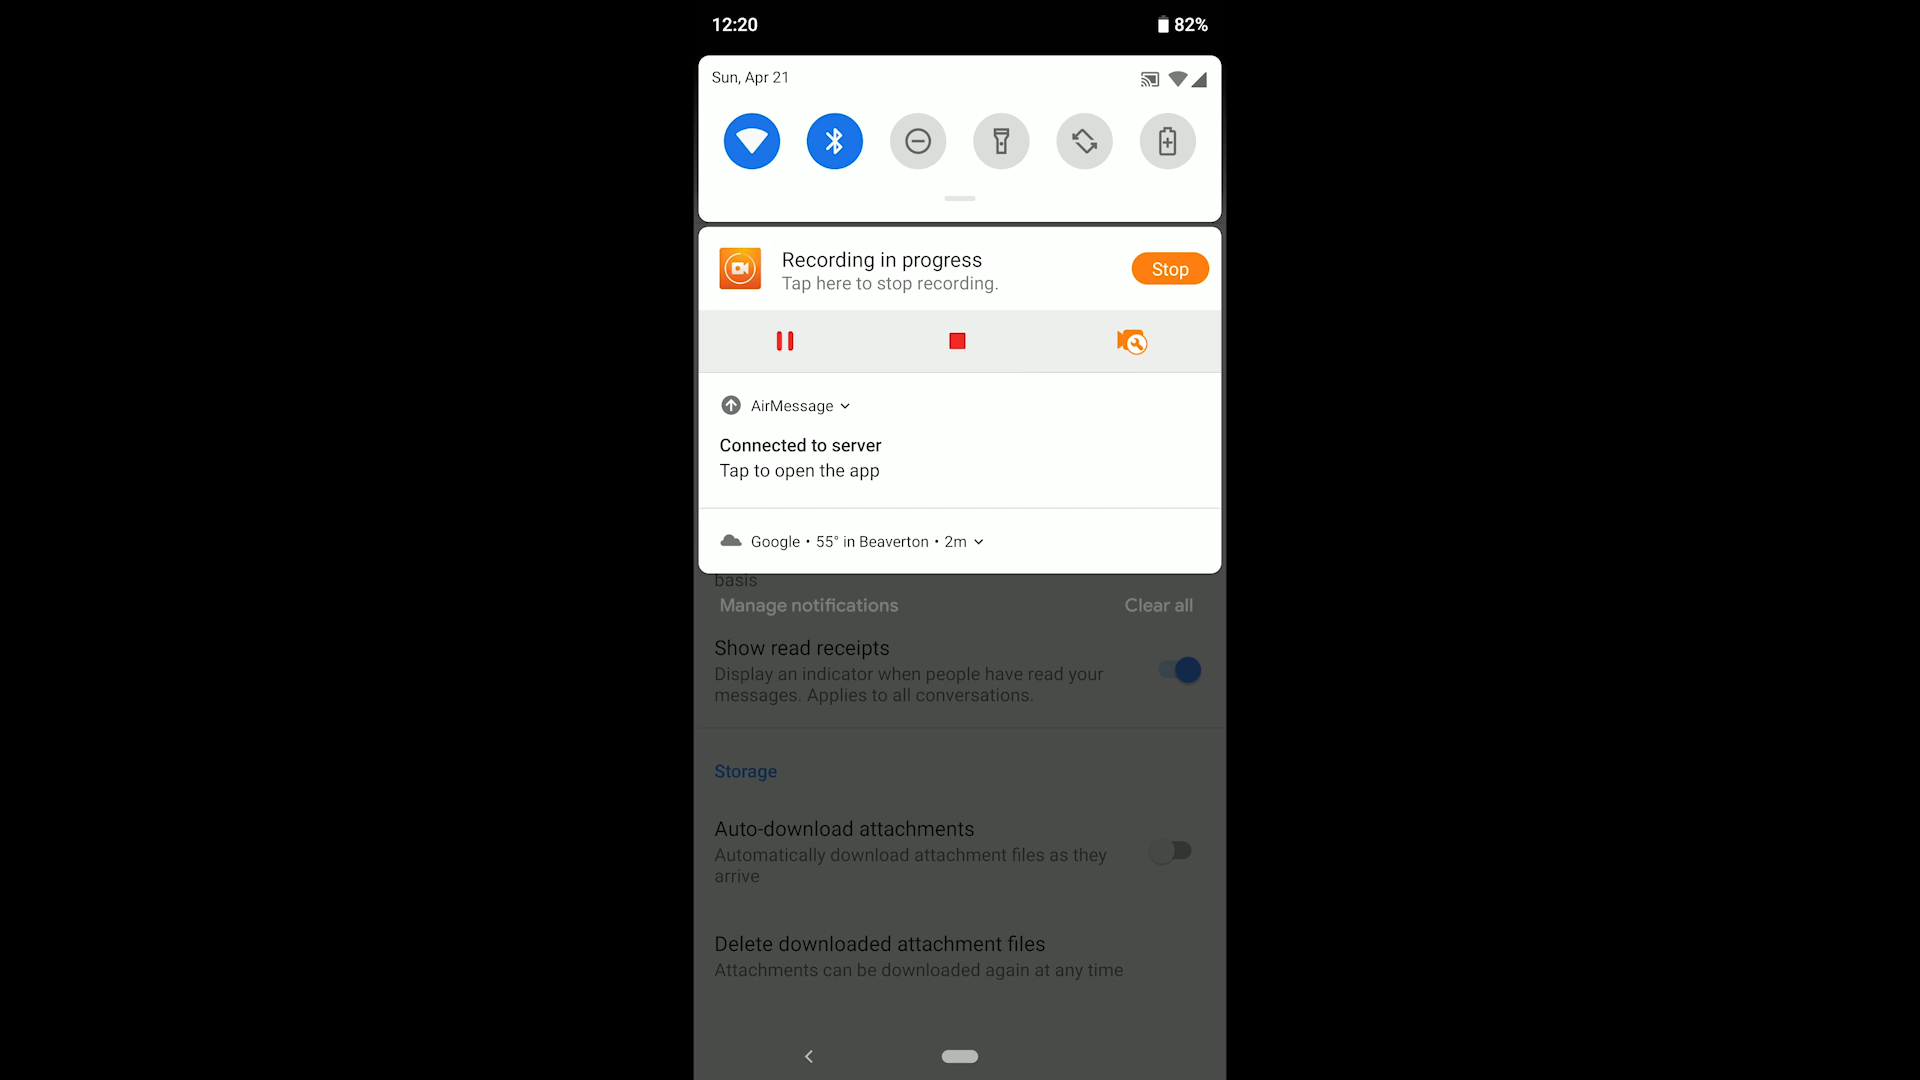 12:20
82%
Sun, Apr 21
Recording in progress
Tap here to stop recording.
Stop
AirMessage
Connected to server
Tap to open the app
Google • 55° in Beaverton • 2m
basis
Manage notifications
Clear all
Show read receipts
Display an indicator when people have read your
messages. Applies to all conversations.
Storage
Auto-download attachments
Automatically download attachment files as they
arrive
Delete downloaded attachment files
Attachments can be downloaded again at any time